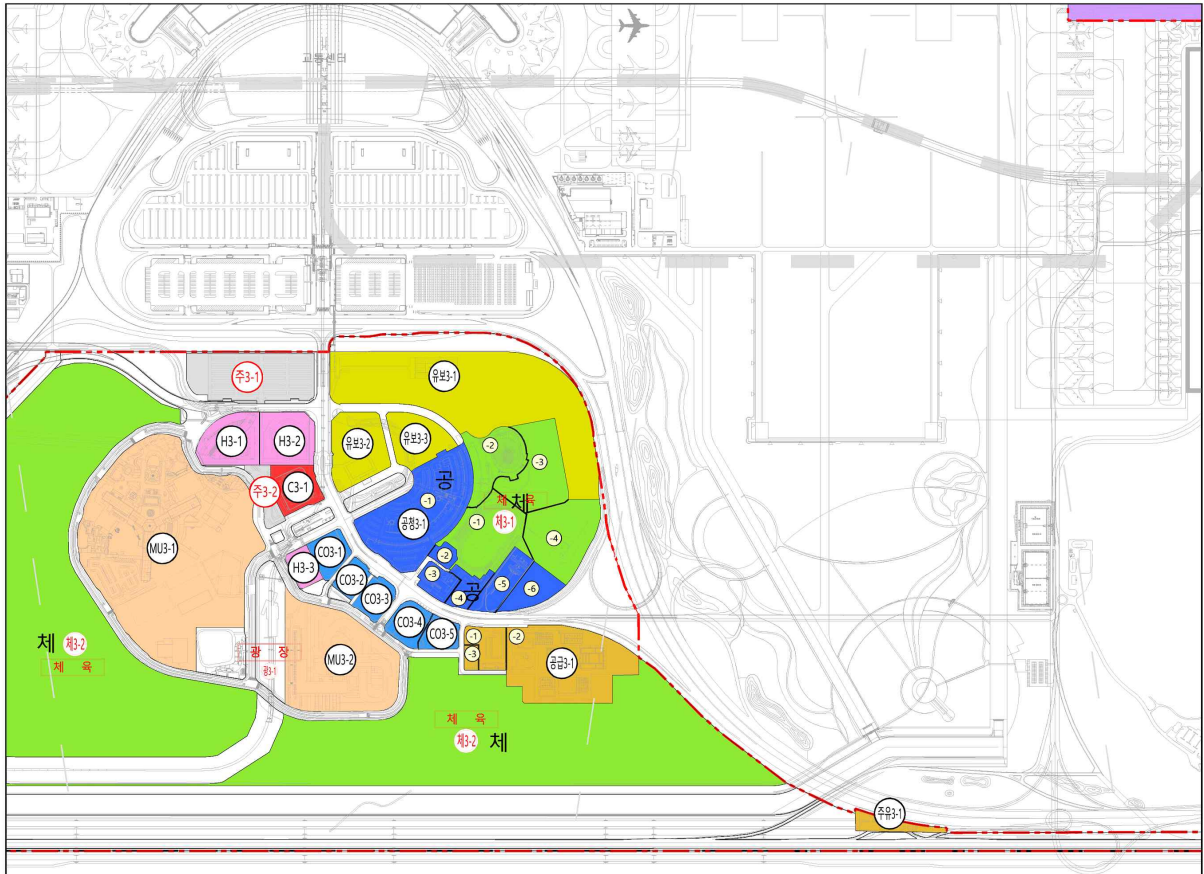 교통센터
주3-1
유보3-1
H3-1
H3-2
유보3-2
유보3-3
-2
-3
공
체 육
체
주3-2
C3-1
-1
공청3-1
-1
체3-1
-4
MU3-1
CO3-1
H3-3
CO3-2
CO3-3
-2
-3
-4
공
-5
-6
CO3-4
CO3-5
-1
-2
-3
공급3-1
체
체3-2
체 육
광 장
광3-1
MU3-2
체 육
체3-2
체
주유3-1